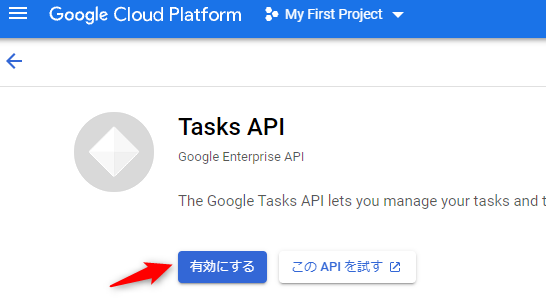 Google Cloud Platform
My First Project
Tasks API
Google Enterprise API
The Google Tasks API lets you manage your tasks and t
有効にする
この API を試す